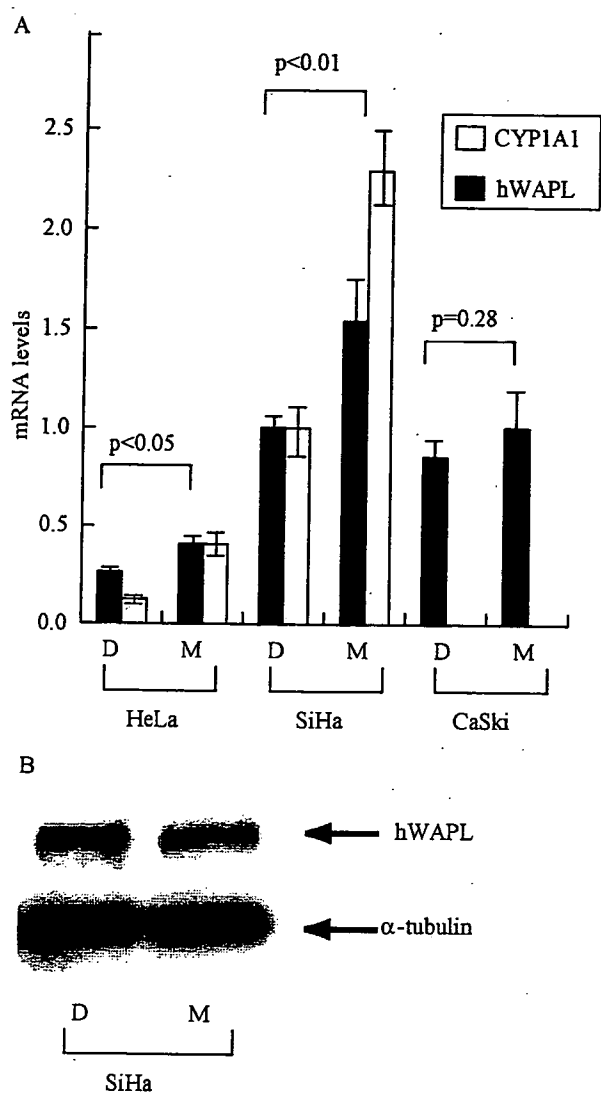 A
p<0.01
2.5
CYP1A1
hWAPL
2.0
1.5
p=0.28
mRNA levels
1.0
p<0.05
0.5
0.0
D M D M D M
HeLa SiHa CaSki
B
hWAPL
α-tubulin
D M
SiHa